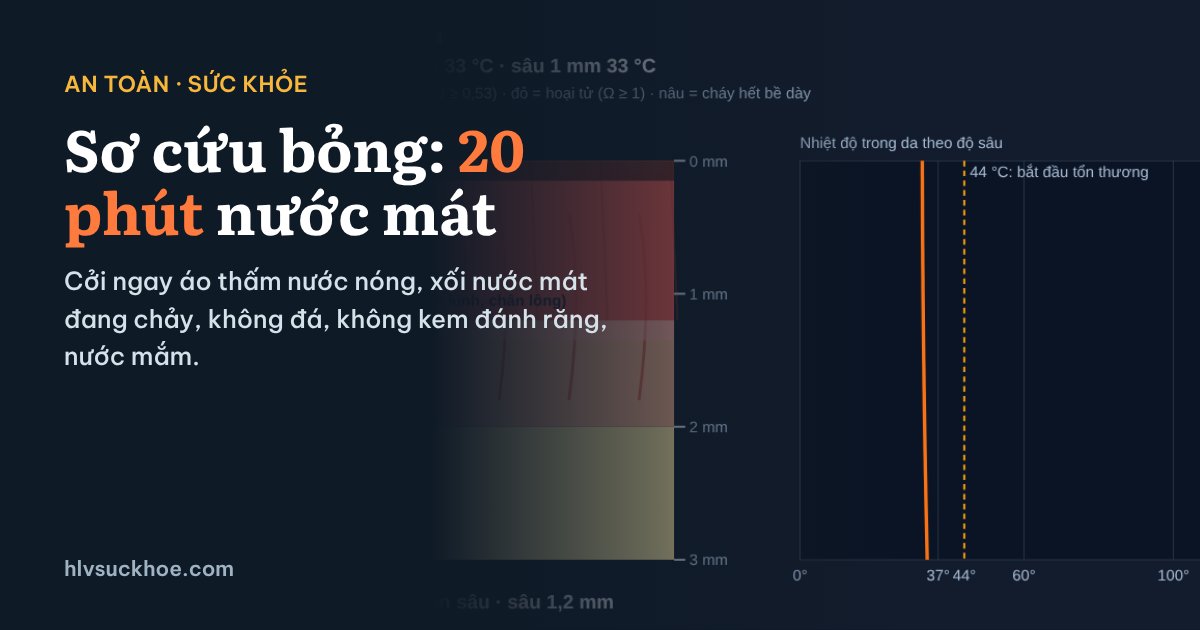 AN TOÀN · SỨC KHỎE
Sơ cứu bỏng: 20
phút nước mát
Cởi ngay áo thấm nước nóng, xối nước mát
đang chảy, không đá, không kem đánh răng,
nước mắm.
hlvsuckhoe.com
33 °C · sâu 1 mm 33 °C
≥ 0,53) · đỏ = hoại tử (Ω ≥ 1) · nâu = cháy hết bề dày
0 mm
1 mm
2 mm
3 mm
sâu · sâu 1,2 mm
Nhiệt độ trong da theo độ sâu
44 °C: bắt đầu tổn thương
0° 37° 44° 60° 100°